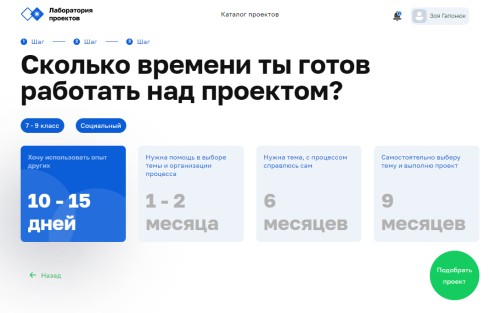 Лаборатория
проектов
Каталог проектов
Зоя Гапонюк
1 Шаг
2 Шаг
3 Шаг
Сколько времени ты готов
работать над проектом?
7 - 9 класс
Социальный
Хочу использовать опыт
других
10 - 15
дней
Нужна помощь в выборе
темы и организации
процесса
1 - 2
месяца
Нужна тема, с процессом
справлюсь сам
6
месяцев
Самостоятельно выберу
тему и выполню проект
9
месяцев
← Назад
Подобрать
проект